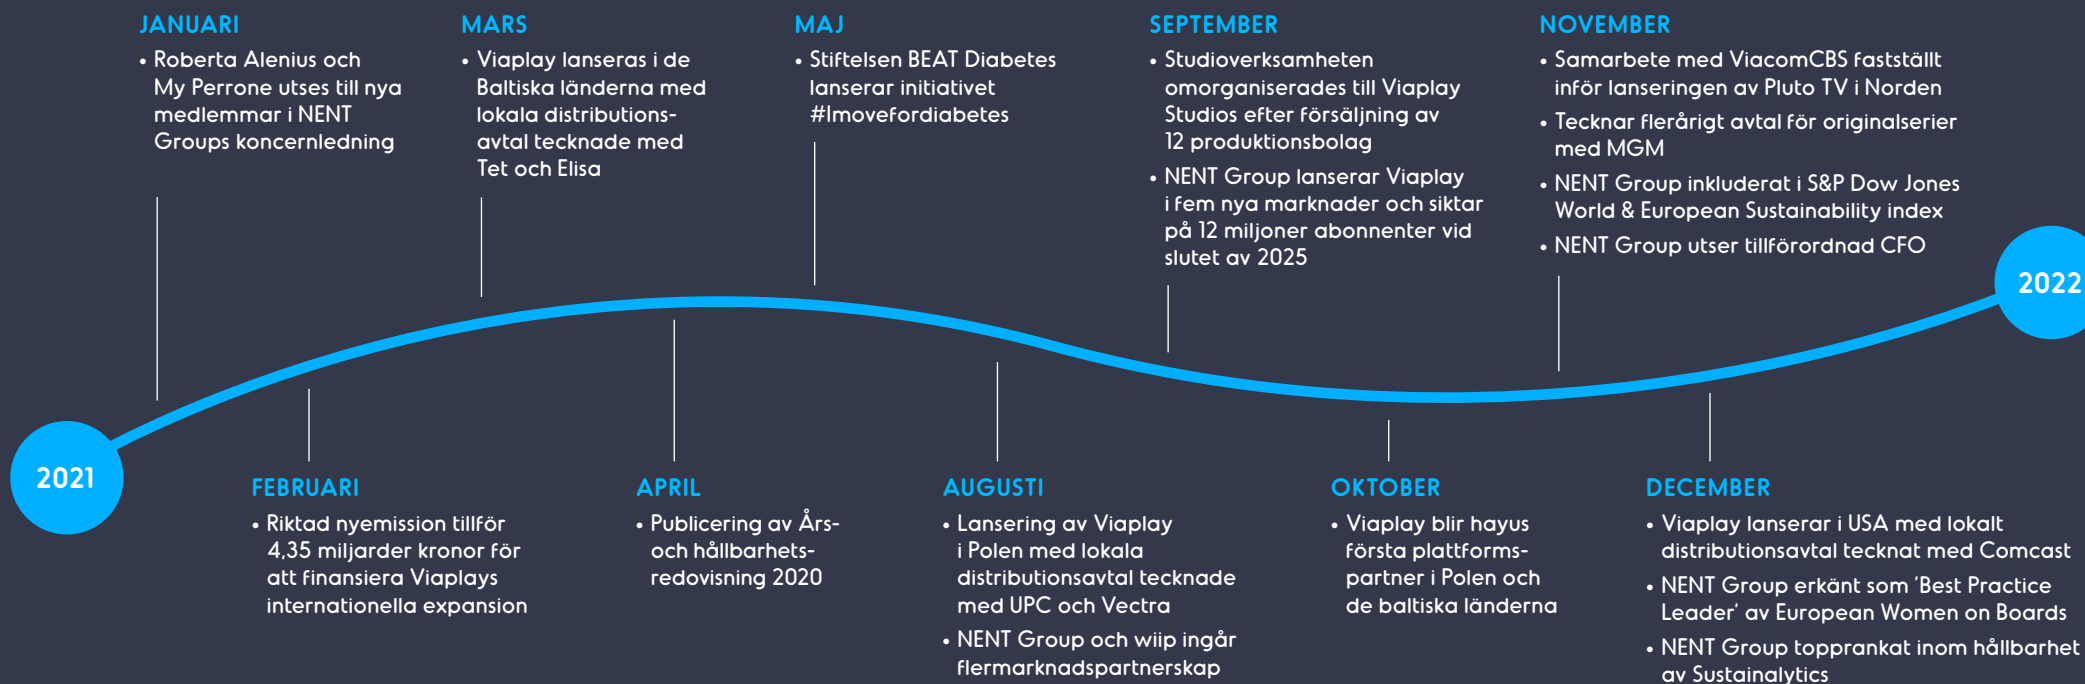 JANUARI
• Roberta Alenius och
My Perrone utses till nya
medlemmar i NENT
Groups koncernledning
MARS
• Viaplay lanseras i de
Baltiska länderna med
lokala distributions-
avtal tecknade med
Tet och Elisa
MAJ
• Stiftelsen BEAT Diabetes
lanserar initiativet
#Imovefordiabetes
SEPTEMBER
• Studioverksamheten
omorganiserades till Viaplay
Studios efter försäljning av
12 produktionsbolag
• NENT Group lanserar Viaplay
i fem nya marknader och siktar
på 12 miljoner abonnenter vid
slutet av 2025
NOVEMBER
• Samarbete med ViacomCBS fastställt
inför lanseringen av Pluto TV i Norden
• Tecknar flerårigt avtal för originalserier
med MGM
• NENT Group inkluderat i S&P Dow Jones
World & European Sustainability index
• NENT Group utser tillförordnad CFO
2022
2021
FEBRUARI
• Riktad nyemission tillför
4,35 miljarder kronor för
att finansiera Viaplays
internationella expansion
APRIL
• Publicering av Års-
och hållbarhets-
redovisning 2020
AUGUSTI
• Lansering av Viaplay
i Polen med lokala
distributionsavtal tecknade
med UPC och Vectra
• NENT Group och wiip ingår
flermarknadspartnerskap
OKTOBER
• Viaplay blir hayus
första plattforms-
partner i Polen och
de baltiska länderna
DECEMBER
• Viaplay lanserar i USA med lokalt
distributionsavtal tecknat med Comcast
• NENT Group erkänt som ‘Best Practice
Leader’ av European Women on Boards
• NENT Group topprankat inom hållbarhet
av Sustainalytics